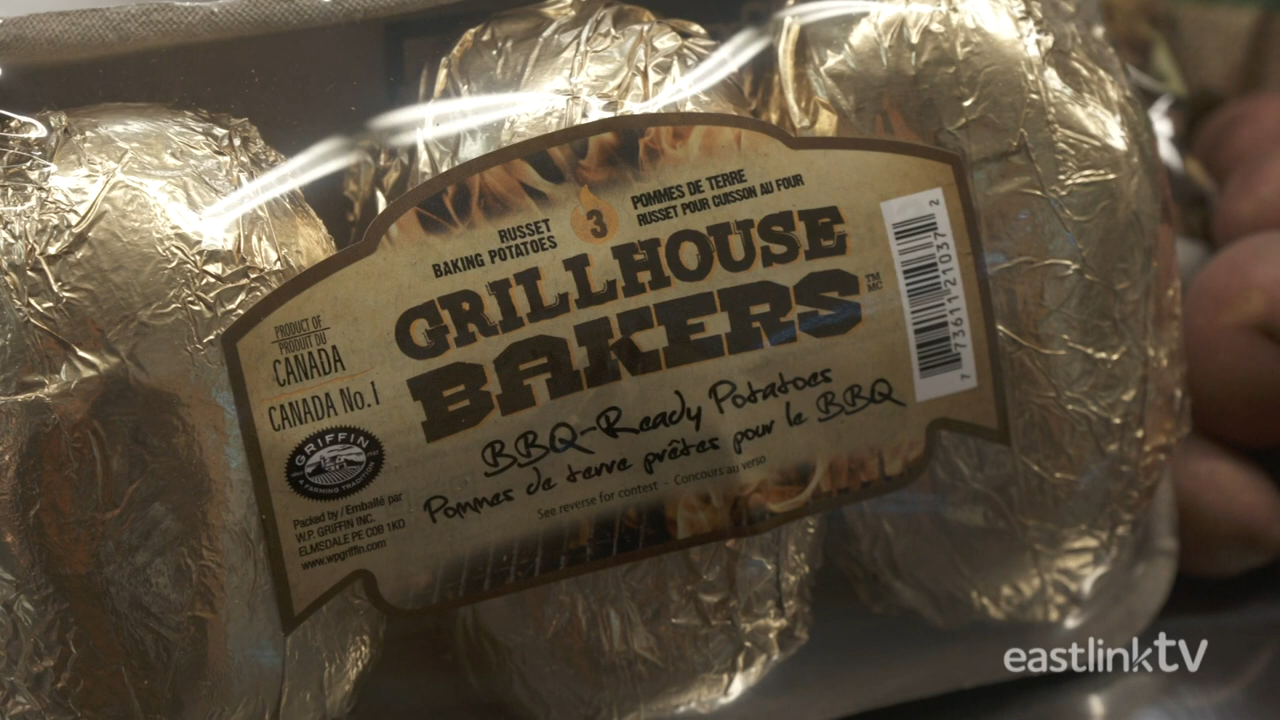 RUSSET
BAKING POTATOES
3
POMMES DE TERRE
RUSSET POUR CUISSON AU FOUR
GRILLHOUSE
BAKERS
TM
MC
BBQ-Ready Potatoes
Pommes de terre prêtes pour le BBQ
See reverse for contest - Concours au verso
PRODUCT OF
PRODUIT DU
CANADA
CANADA No.1
GRIFFIN
A FARMING TRADITION
Packed by / Emballé par
W.P. GRIFFIN INC.
ELMSDALE PE C0B 1K0
www.wpgriffin.com
7 73611 21037 2
eastlinktv